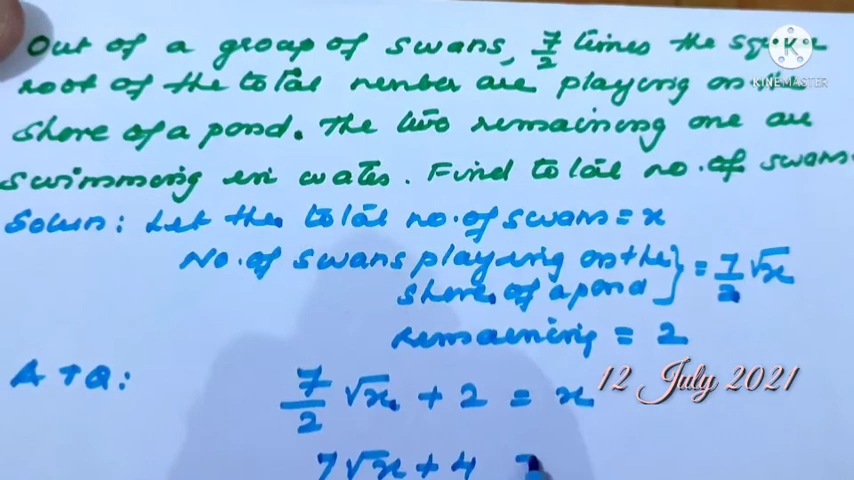 Out of a group of swans, 7/2 times the square
root of the total number are playing on the
shore of a pond. The two remaining one are
swimming in water. Find total no. of swans.
Solun: Let the total no. of swans = x
No. of swans playing on the
shore of a pond } = 7/2 √x
remaining = 2
A T Q:
7/2 √x + 2 = x
7√x + 4 =
KINEMASTER
12 July 2021